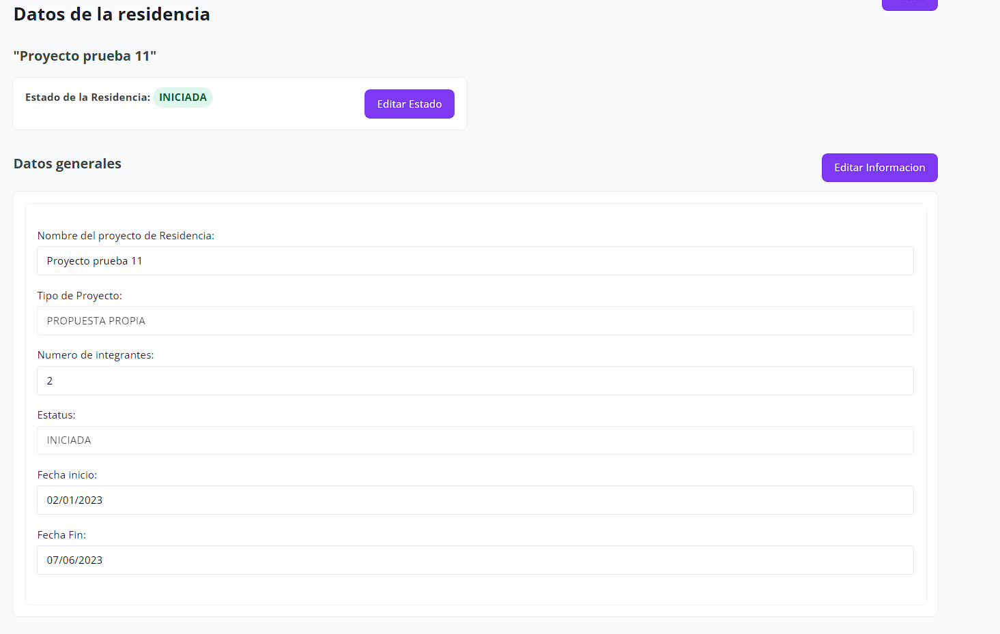 Datos de la residencia
"Proyecto prueba 11"
Estado de la Residencia: INICIADA
Editar Estado
Datos generales
Editar Informacion
Nombre del proyecto de Residencia:
Proyecto prueba 11
Tipo de Proyecto:
PROPUESTA PROPIA
Numero de integrantes:
2
Estatus:
INICIADA
Fecha inicio:
02/01/2023
Fecha Fin:
07/06/2023